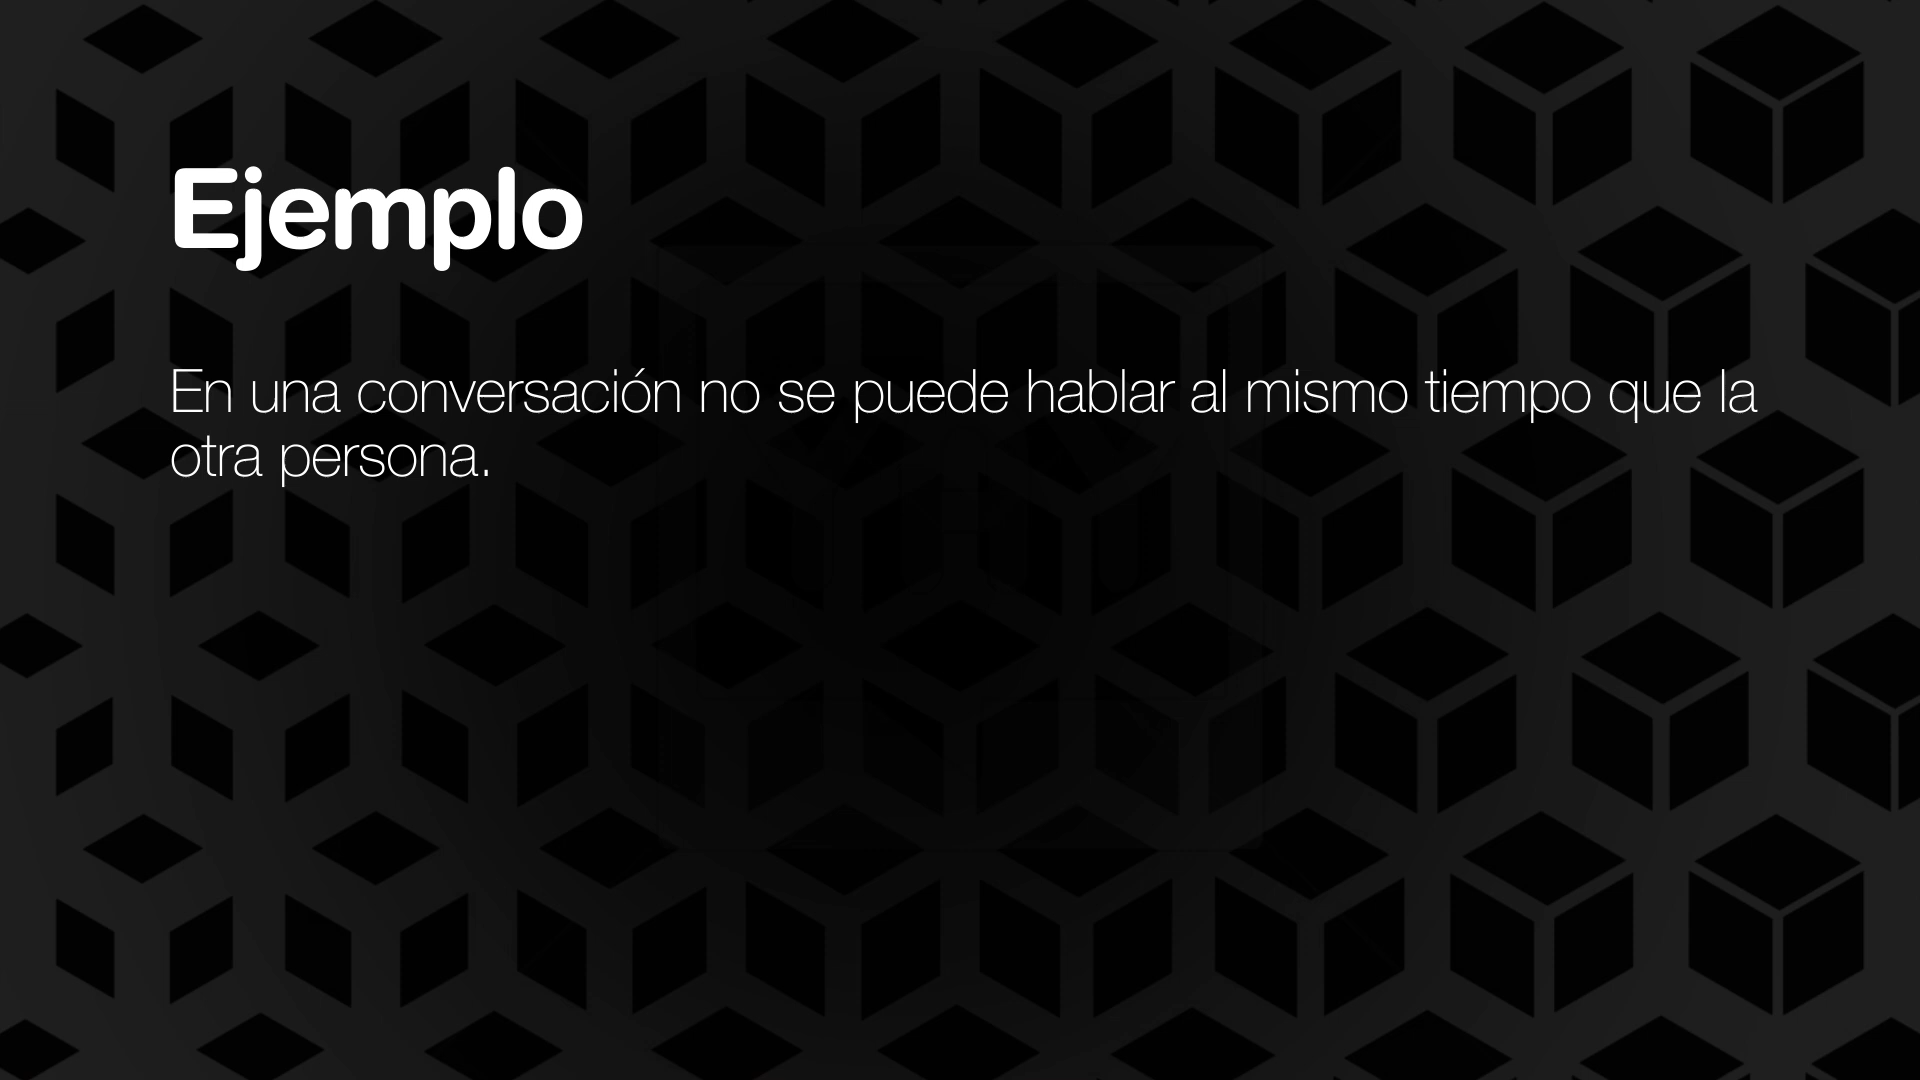 Ejemplo
En una conversación no se puede hablar al mismo tiempo que la
otra persona.